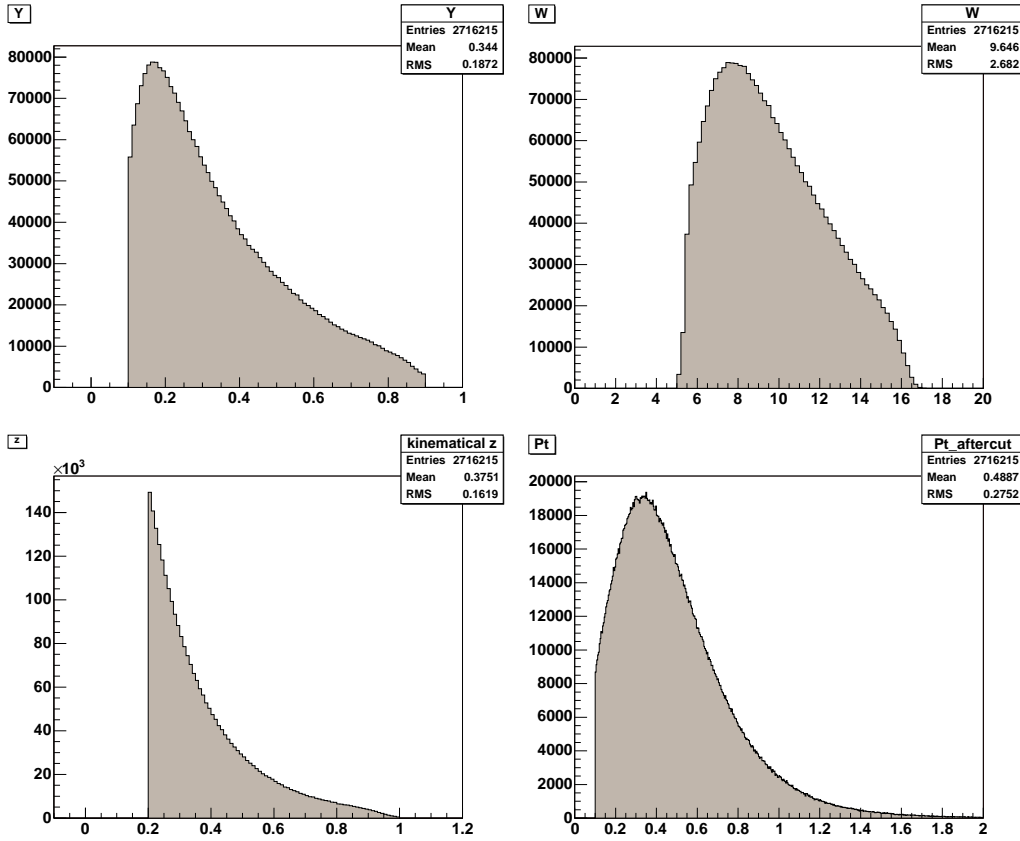 Y
Y
Entries 2716215
Mean 0.344
RMS 0.1872
80000
70000
60000
50000
40000
30000
20000
10000
0
0 0.2 0.4 0.6 0.8 1
W
W
Entries 2716215
Mean 9.646
RMS 2.682
80000
70000
60000
50000
40000
30000
20000
10000
0
0 2 4 6 8 10 12 14 16 18 20
z
kinematical z
Entries 2716215
Mean 0.3751
RMS 0.1619
×10³
140
120
100
80
60
40
20
0
0 0.2 0.4 0.6 0.8 1 1.2
Pt
Pt_aftercut
Entries 2716215
Mean 0.4887
RMS 0.2752
20000
18000
16000
14000
12000
10000
8000
6000
4000
2000
0
0.2 0.4 0.6 0.8 1 1.2 1.4 1.6 1.8 2